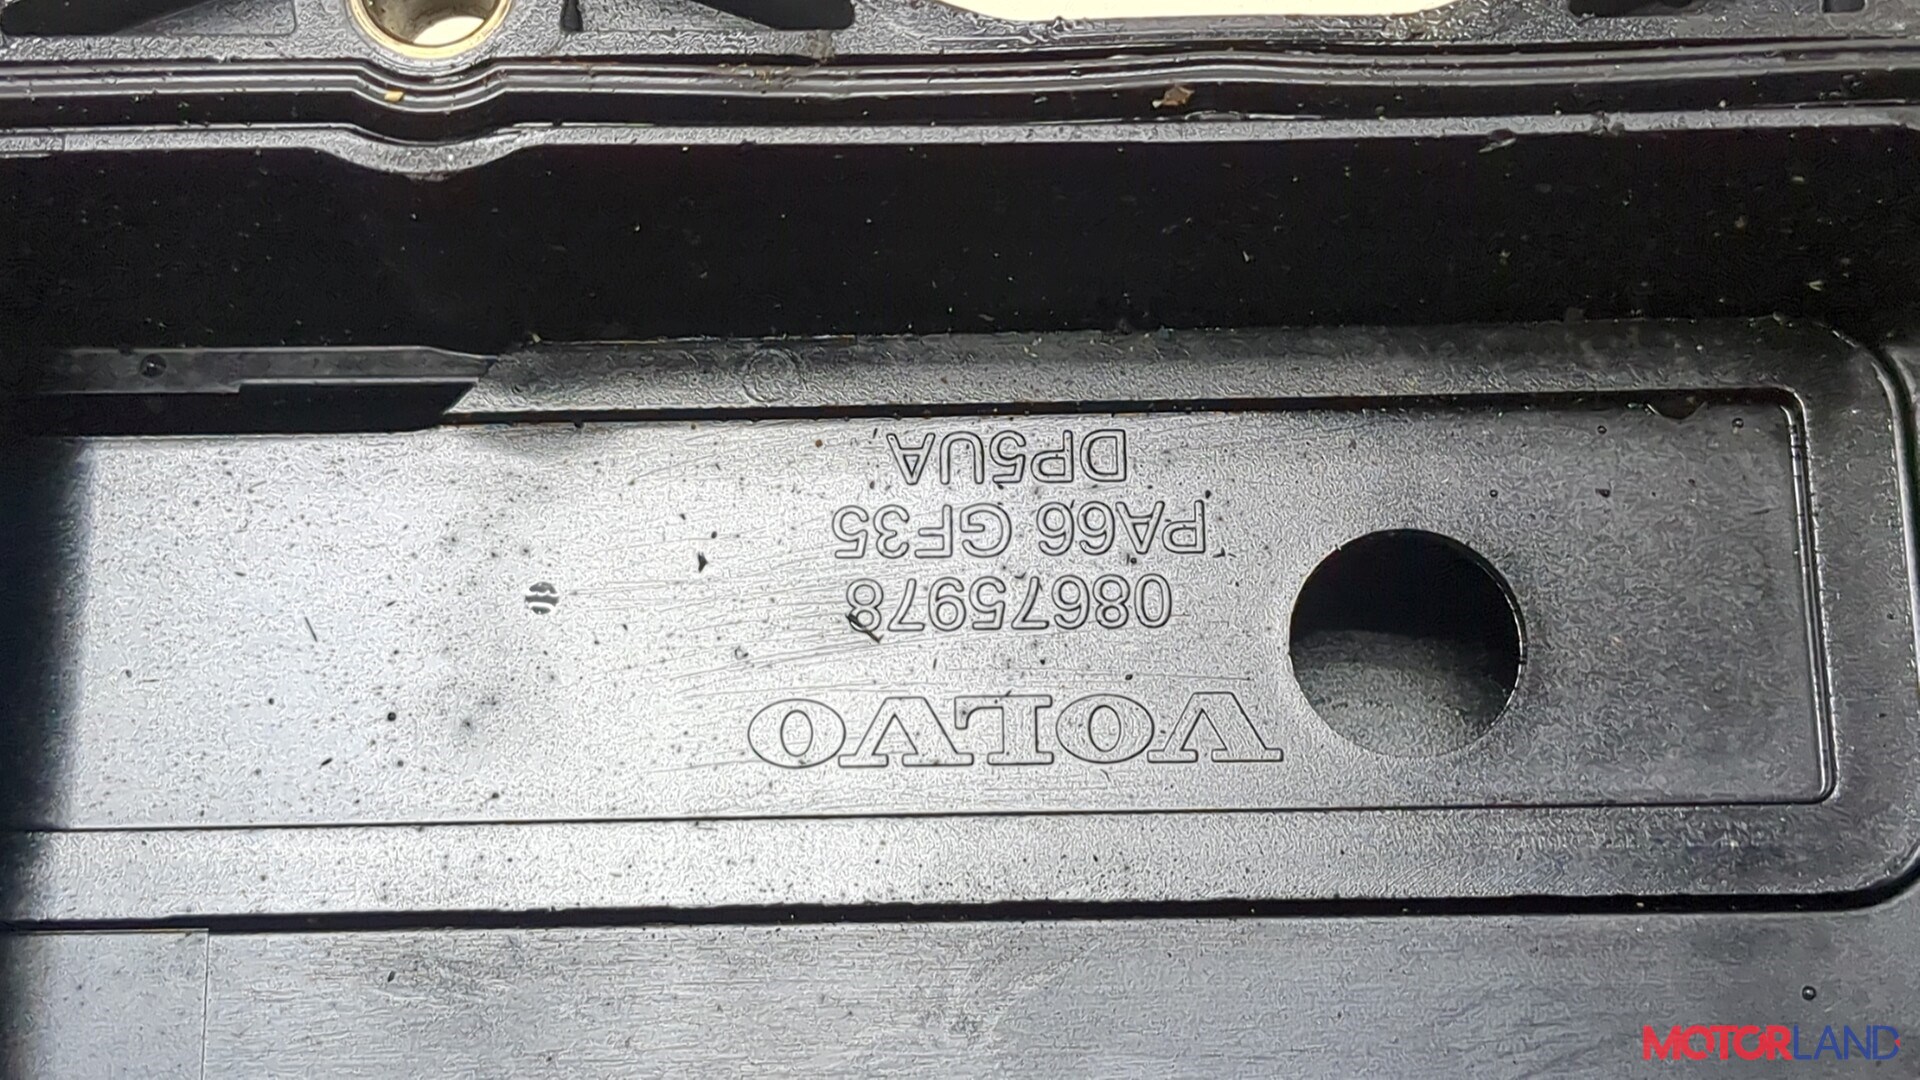 VOLVO
08675978
PA66 GF35
DP5UA
MOTORLAND